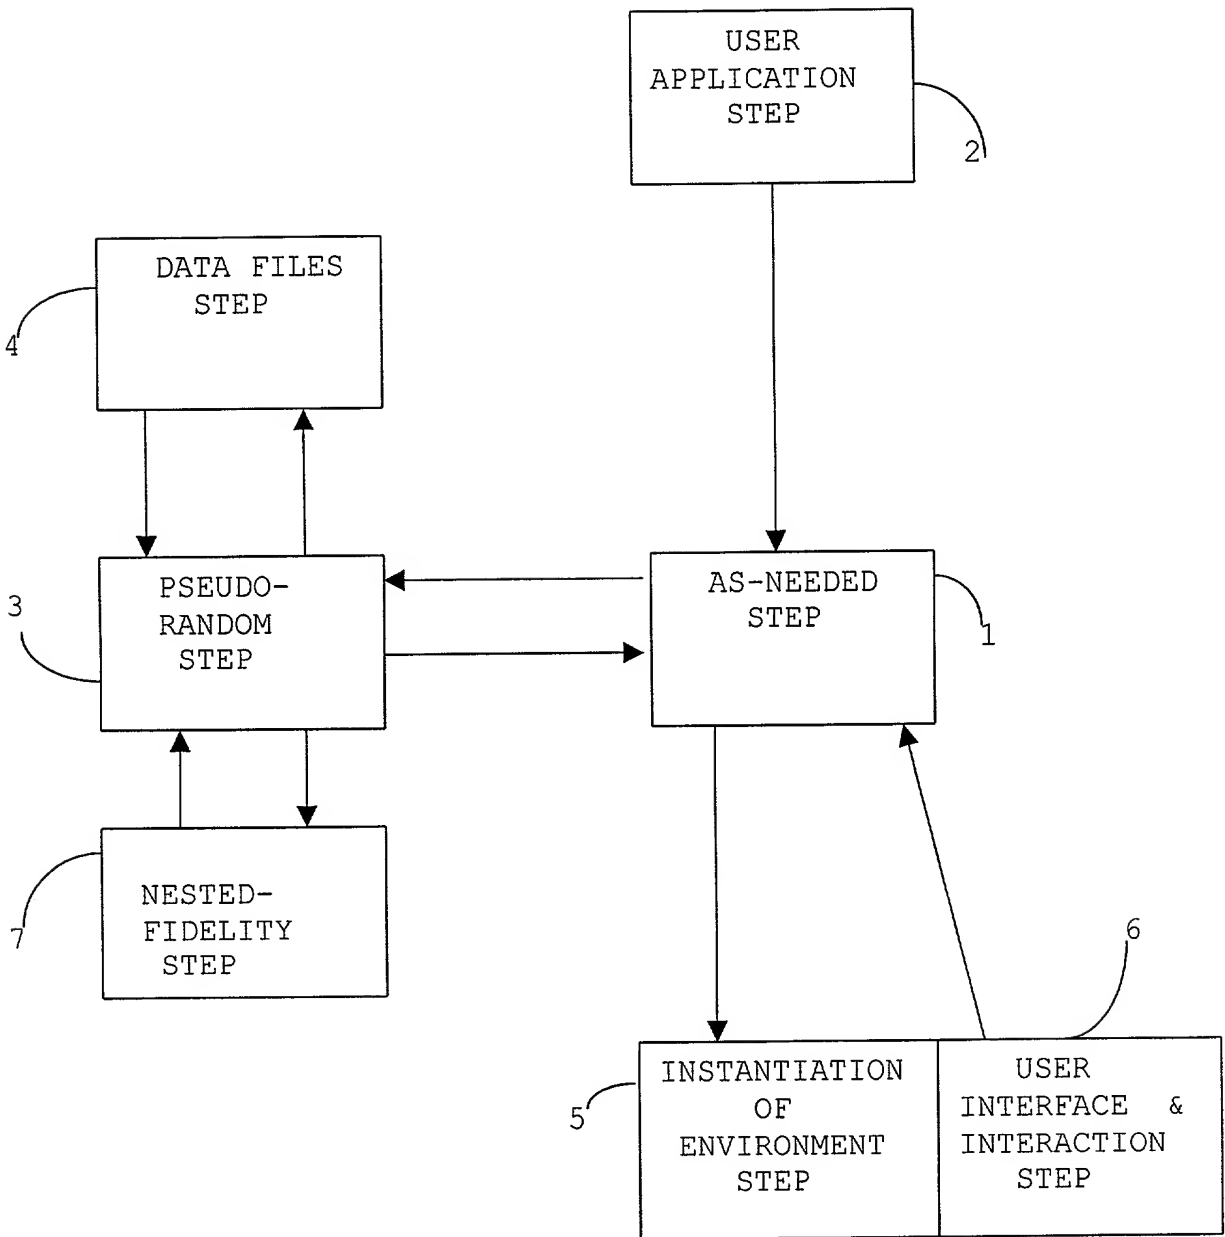 USER
APPLICATION
STEP
2
DATA FILES
STEP
4
PSEUDO-
RANDOM
STEP
3
AS-NEEDED
STEP
1
NESTED-
FIDELITY
STEP
7
6
INSTANTIATION
OF
ENVIRONMENT
STEP
5
USER
INTERFACE &
INTERACTION
STEP